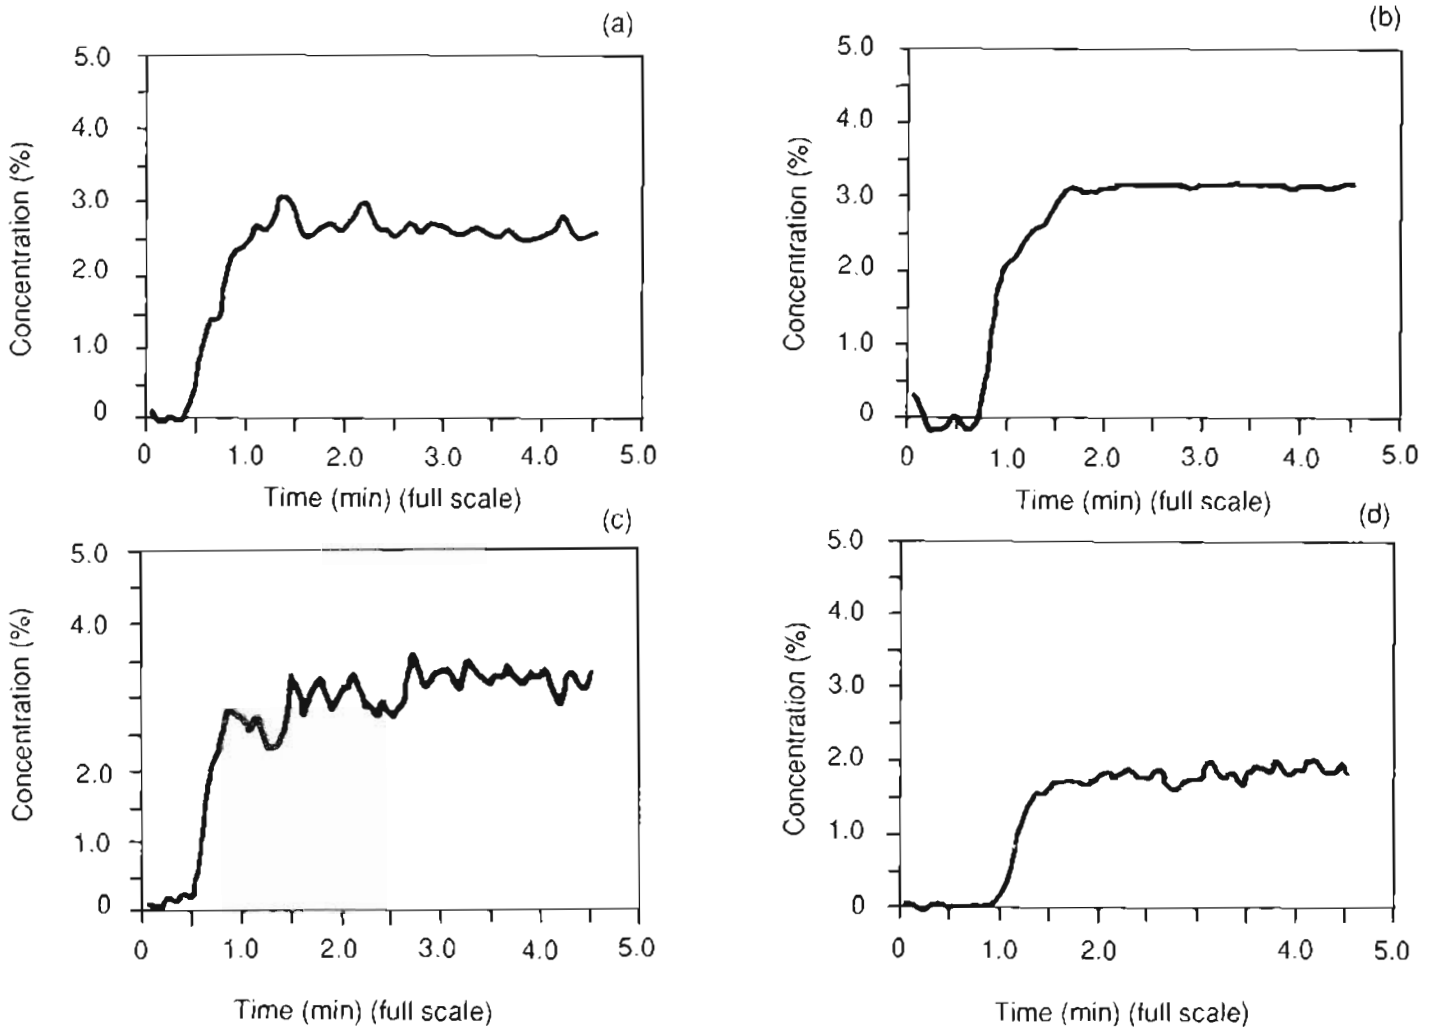 (a)
5.0
4.0
3.0
2.0
1.0
0
Concentration (%)
0 1.0 2.0 3.0 4.0 5.0
Time (min) (full scale)
(b)
5.0
4.0
3.0
2.0
1.0
0
Concentration (%)
0 1.0 2.0 3.0 4.0 5.0
Time (min) (full scale)
(c)
5.0
4.0
2.0
1.0
0
Concentration (%)
0 1.0 2.0 3.0 4.0 5.0
Time (min) (full scale)
(d)
5.0
4.0
3.0
2.0
1.0
0
Concentration (%)
0 1.0 2.0 4.0 5.0
Time (min) (full scale)